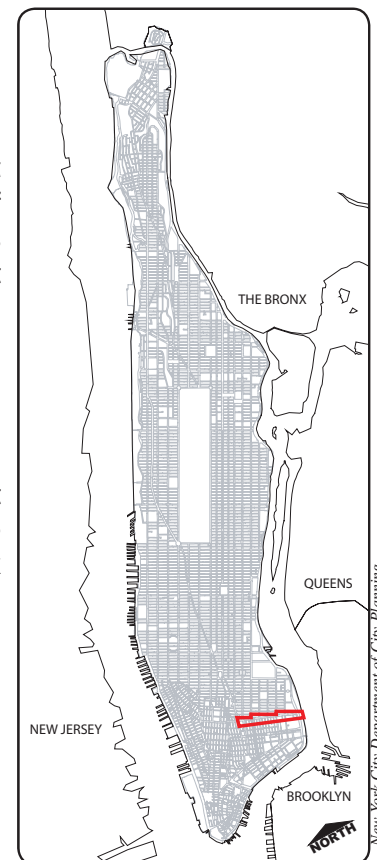 THE BRONX
QUEENS
NEW JERSEY
BROOKLYN
NORTH
New York City Department of City Planning